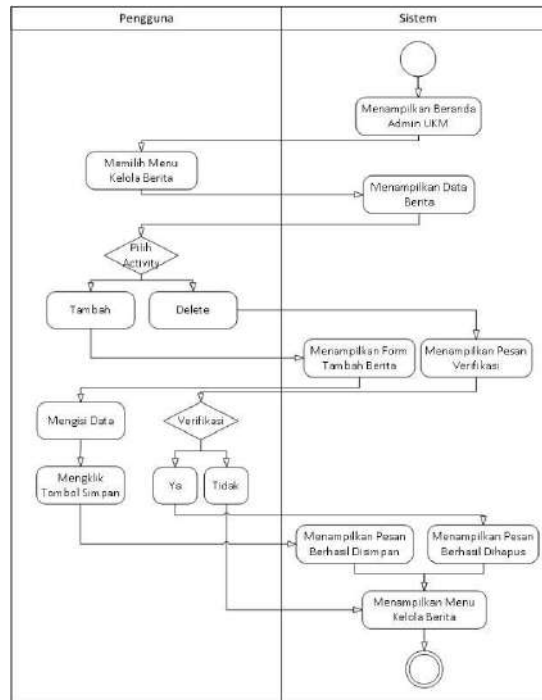 Pengguna
Sistem
Menampilkan Beranda
Admin UKM
Memilih Menu
Kelola Berita
Menampilkan Data
Berita
Pilih
Activity
Tambah
Delete
Menampilkan Form
Tambah Berita
Menampilkan Pesan
Verifikasi
Mengisi Data
Verifikasi
Mengklik
Tombol Simpan
Ya
Tidak
Menampilkan Pesan
Berhasil Disimpan
Menampilkan Pesan
Berhasil Dihapus
Menampilkan Menu
Kelola Berita